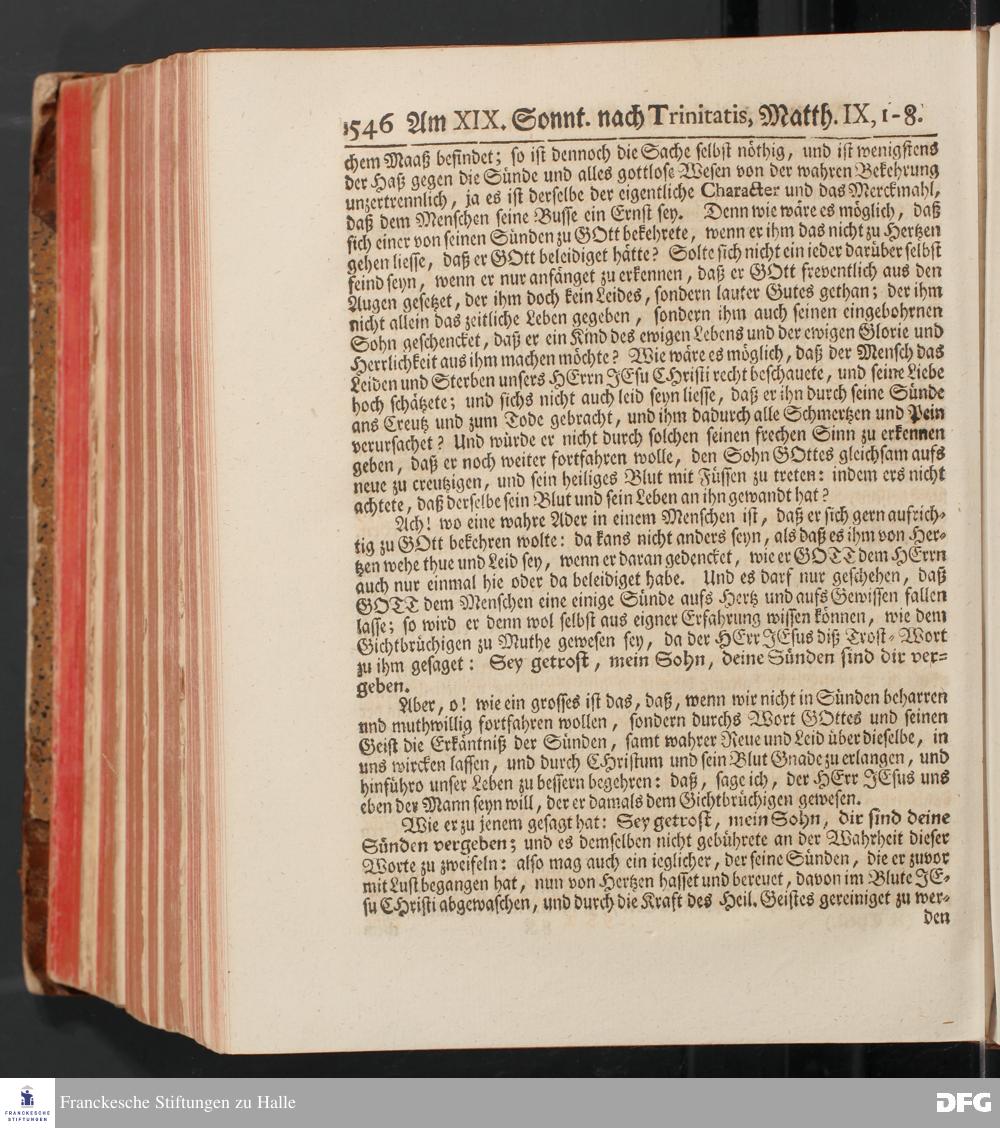 1546 Am XIX. Sonnt. nach Trinitatis, Matth. IX, 1-8.
chem Maaß befindet; so ist dennoch die Sache selbst nöthig, und ist wenigstens
der Haß gegen die Sünde und alles gottlose Wesen von der wahren Bekehrung
unzertrennlich, ja es ist derselbe der eigentliche Character und das Merckmahl,
daß dem Menschen seine Busse ein Ernst sey. Denn wie wäre es möglich, daß
sich einer von seinen Sünden zu GOtt bekehrete, wenn er ihm das nicht zu Hertzen
gehen liesse, daß er GOtt beleidiget hätte? Solte sich nicht ein ieder darüber selbst
feind seyn, wenn er nur anfänget zu erkennen, daß er GOtt freventlich aus den
Augen gesetzet, der ihm doch kein Leides, sondern lauter Gutes gethan; der ihm
nicht allein das zeitliche Leben gegeben, sondern ihm auch seinen eingebohrnen
Sohn geschencket, daß er ein Kind des ewigen Lebens und der ewigen Glorie und
Herrlichkeit aus ihm machen möchte? Wie wäre es möglich, daß der Mensch das
Leiden und Sterben unsers HErrn JEsu CHristi recht beschauete, und seine Liebe
hoch schätzete; und sichs nicht auch leid seyn liesse, daß er ihn durch seine Sünde
ans Creutz und zum Tode gebracht, und ihm dadurch alle Schmertzen und Pein
verursachet? Und würde er nicht durch solchen seinen frechen Sinn zu erkennen
geben, daß er noch weiter fortfahren wolle, den Sohn GOttes gleichsam aufs
neue zu creutzigen, und sein heiliges Blut mit Füssen zu treten: indem ers nicht
achtete, daß derselbe sein Blut und sein Leben an ihn gewandt hat?
Ach! wo eine wahre Ader in einem Menschen ist, daß er sich gern aufrich-
tig zu GOtt bekehren wolte: da kans nicht anders seyn, als daß es ihm von Her-
tzen wehe thue und Leid sey, wenn er daran gedencket, wie er GOTT dem HErrn
auch nur einmal hie oder da beleidiget habe. Und es darf nur geschehen, daß
GOTT dem Menschen eine einige Sünde aufs Hertz und aufs Gewissen fallen
lasse; so wird er denn wol selbst aus eigner Erfahrung wissen können, wie dem
Gichtbrüchigen zu Muthe gewesen sey, da der HErr JEsus diß Trost-Wort
zu ihm gesaget: Sey getrost, mein Sohn, deine Sünden sind dir ver-
geben.
Aber, o! wie ein grosses ist das, daß, wenn wir nicht in Sünden beharren
und muthwillig fortfahren wollen, sondern durchs Wort GOttes und seinen
Geist die Erkäntniß der Sünden, samt wahrer Reue und Leid über dieselbe, in
uns wircken lassen, und durch CHristum und sein Blut Gnade zu erlangen, und
hinführo unser Leben zu bessern begehren: daß, sage ich, der HErr JEsus uns
eben der Mann seyn will, der er damals dem Gichtbrüchigen gewesen.
Wie er zu jenem gesagt hat: Sey getrost, mein Sohn, dir sind deine
Sünden vergeben; und es demselben nicht gebührete an der Wahrheit dieser
Worte zu zweifeln: also mag auch ein ieglicher, der seine Sünden, die er zuvor
mit Lust begangen hat, nun von Hertzen hasset und bereuet, davon im Blute JE-
su CHristi abgewaschen, und durch die Kraft des Heil. Geistes gereiniget zu wer-
den
FRANCKESCHE
STIFTUNGEN
Franckesche Stiftungen zu Halle
DFG